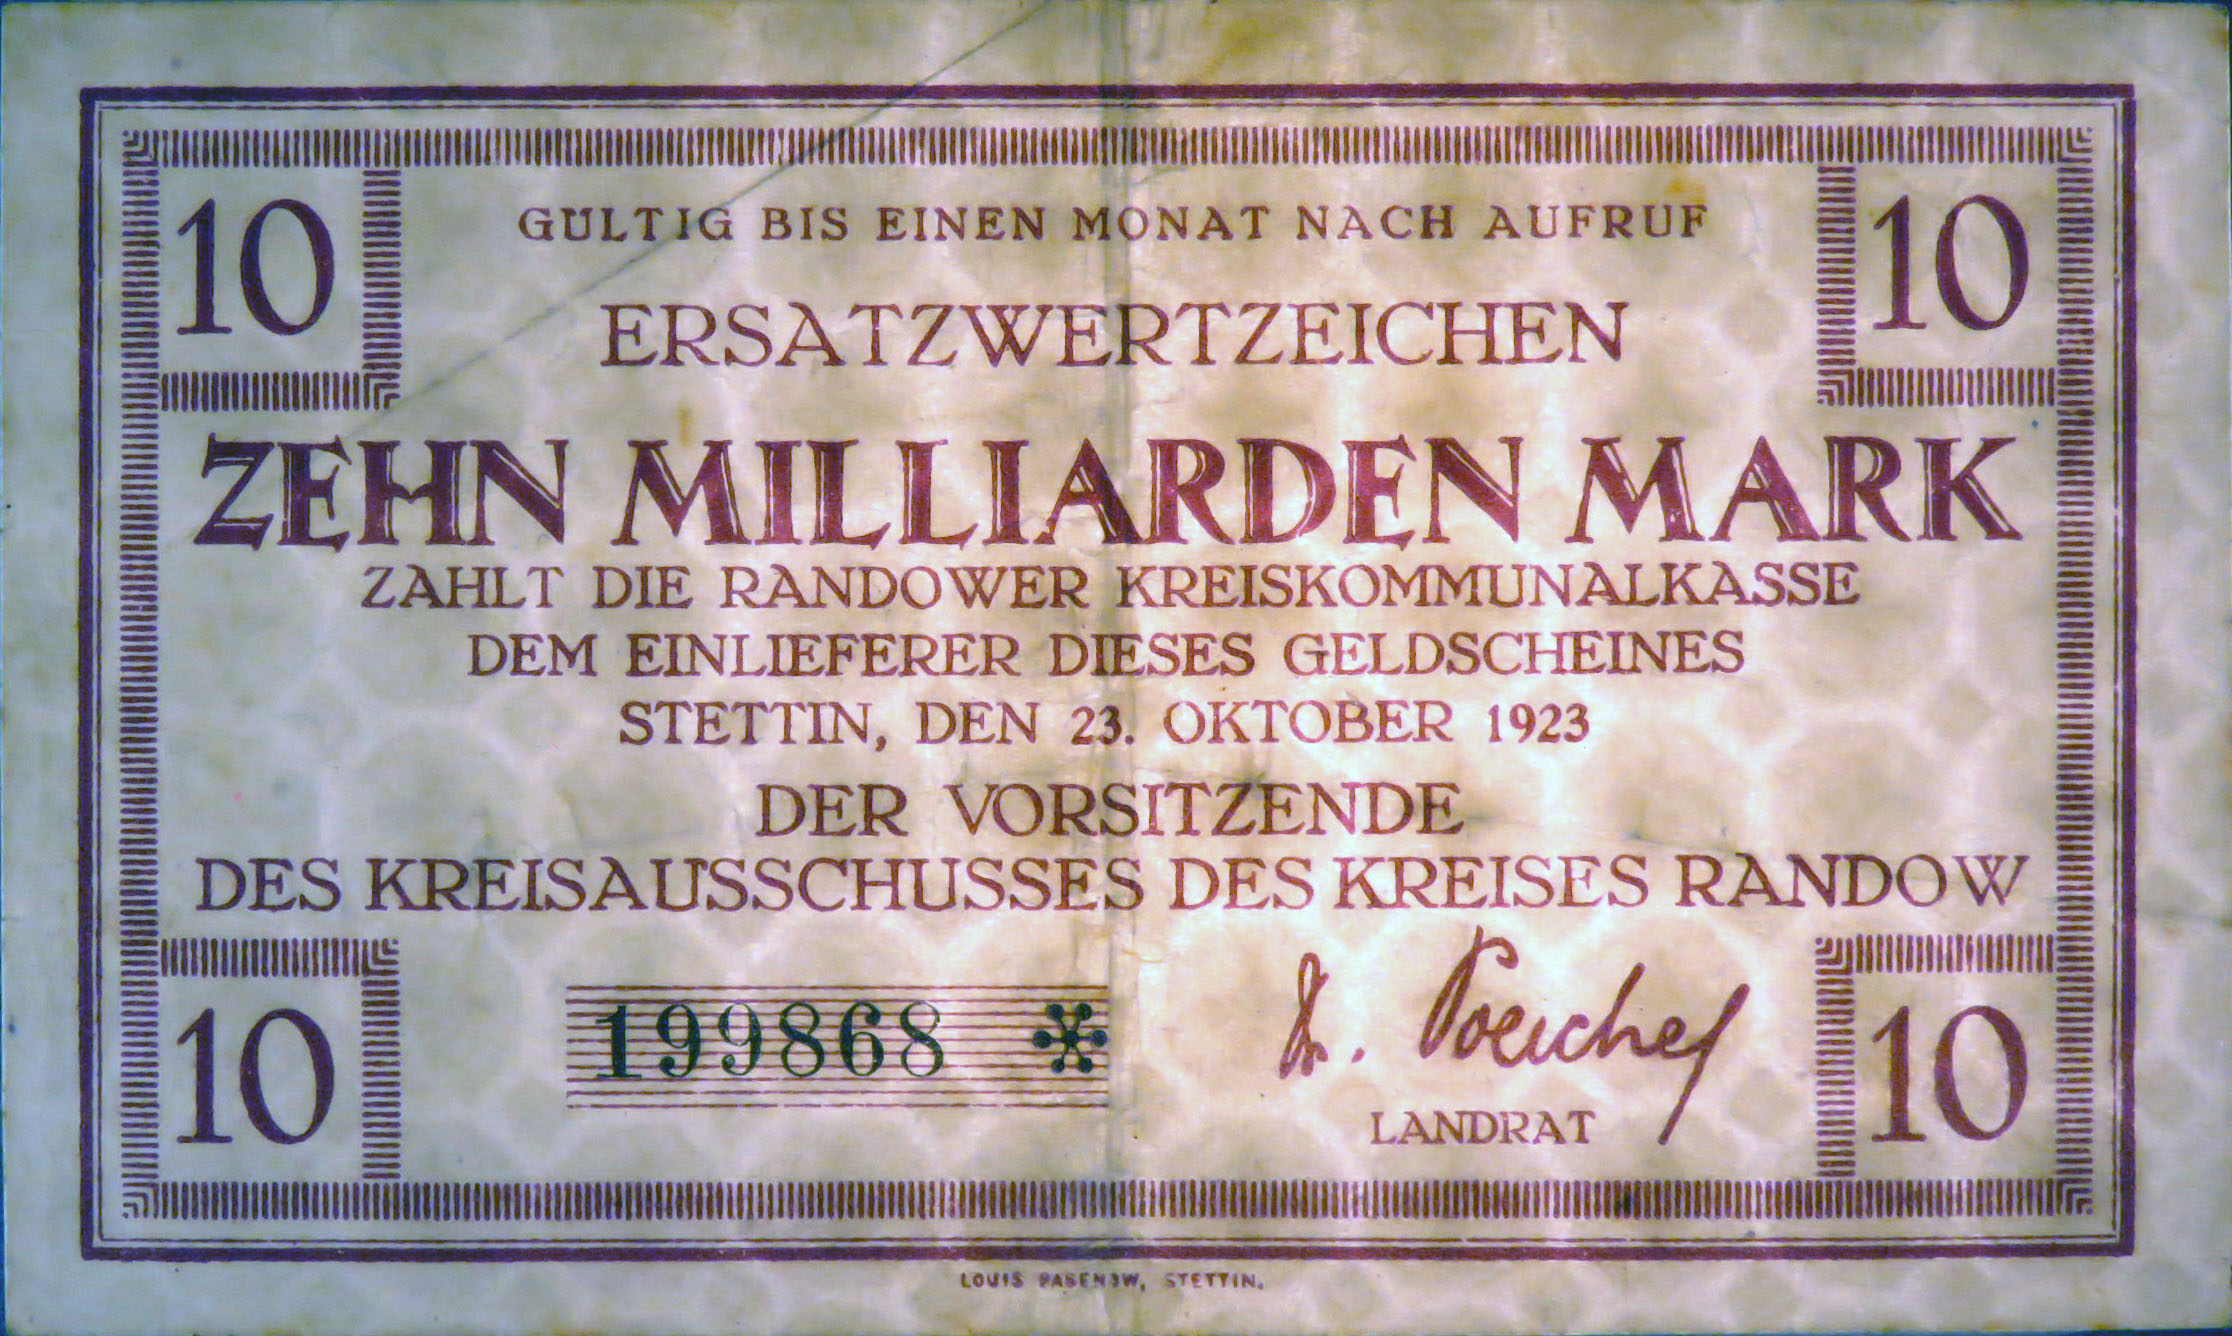 10
10
GÜLTIG BIS EINEN MONAT NACH AUFRUF
ERSATZWERTZEICHEN
ZEHN MILLIARDEN MARK
ZAHLT DIE RANDOWER KREISKOMMUNALKASSE
DEM EINLIEFERER DIESES GELDSCHEINES
STETTIN, DEN 23. OKTOBER 1923
DER VORSITZENDE
DES KREISAUSSCHUSSES DES KREISES RANDOW
10
199868 *
Dr.
LANDRAT
10
LOUIS PASENOW, STETTIN.